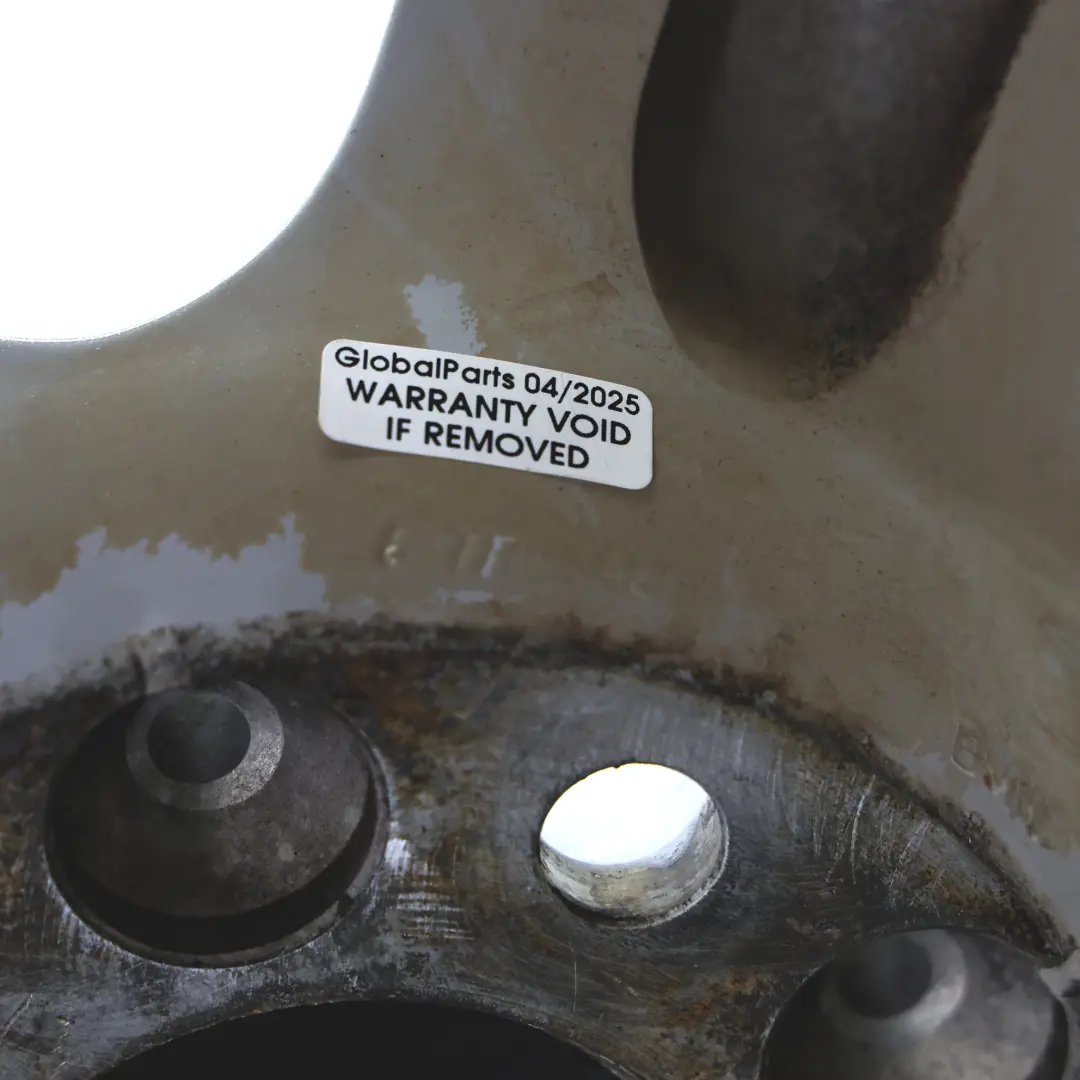 GlobalParts 04/2025
WARRANTY VOID
IF REMOVED